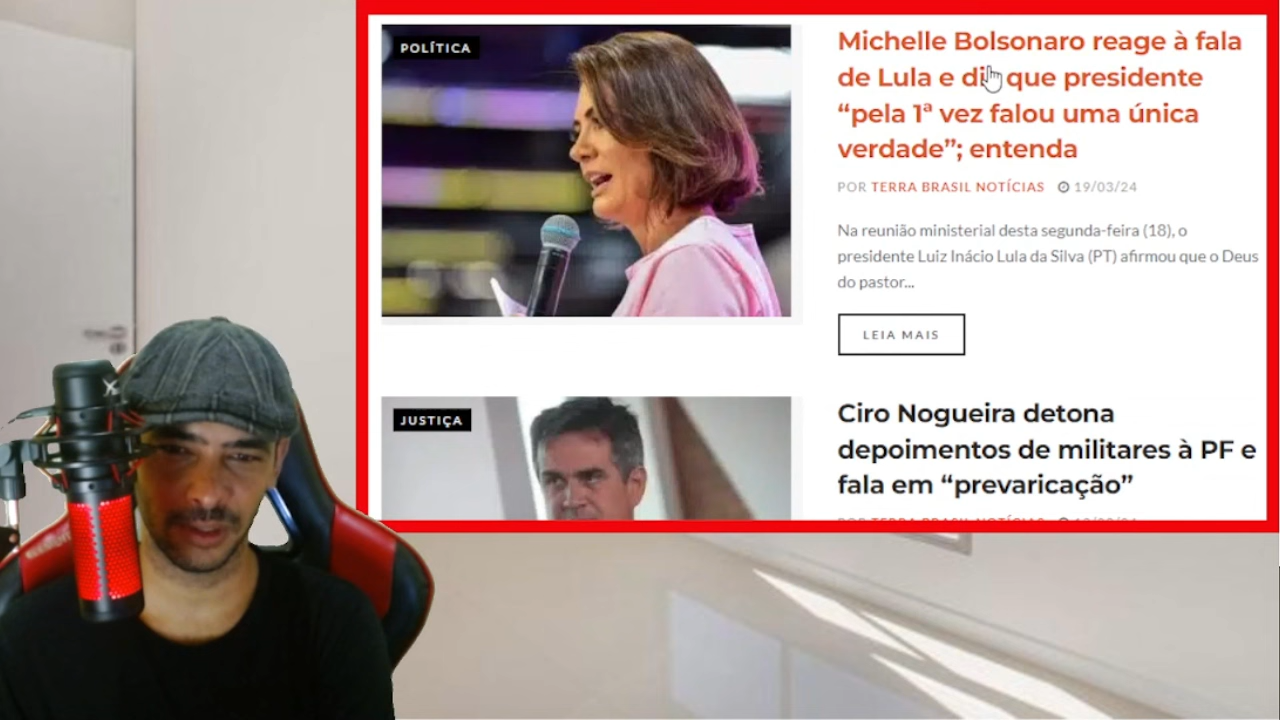 POLÍTICA
Michelle Bolsonaro reage à fala
de Lula e diz que presidente
“pela 1ª vez falou uma única
verdade”; entenda
POR TERRA BRASIL NOTÍCIAS 19/03/24
Na reunião ministerial desta segunda-feira (18), o
presidente Luiz Inácio Lula da Silva (PT) afirmou que o Deus
do pastor...
LEIA MAIS
JUSTIÇA
Ciro Nogueira detona
depoimentos de militares à PF e
fala em “prevaricação”